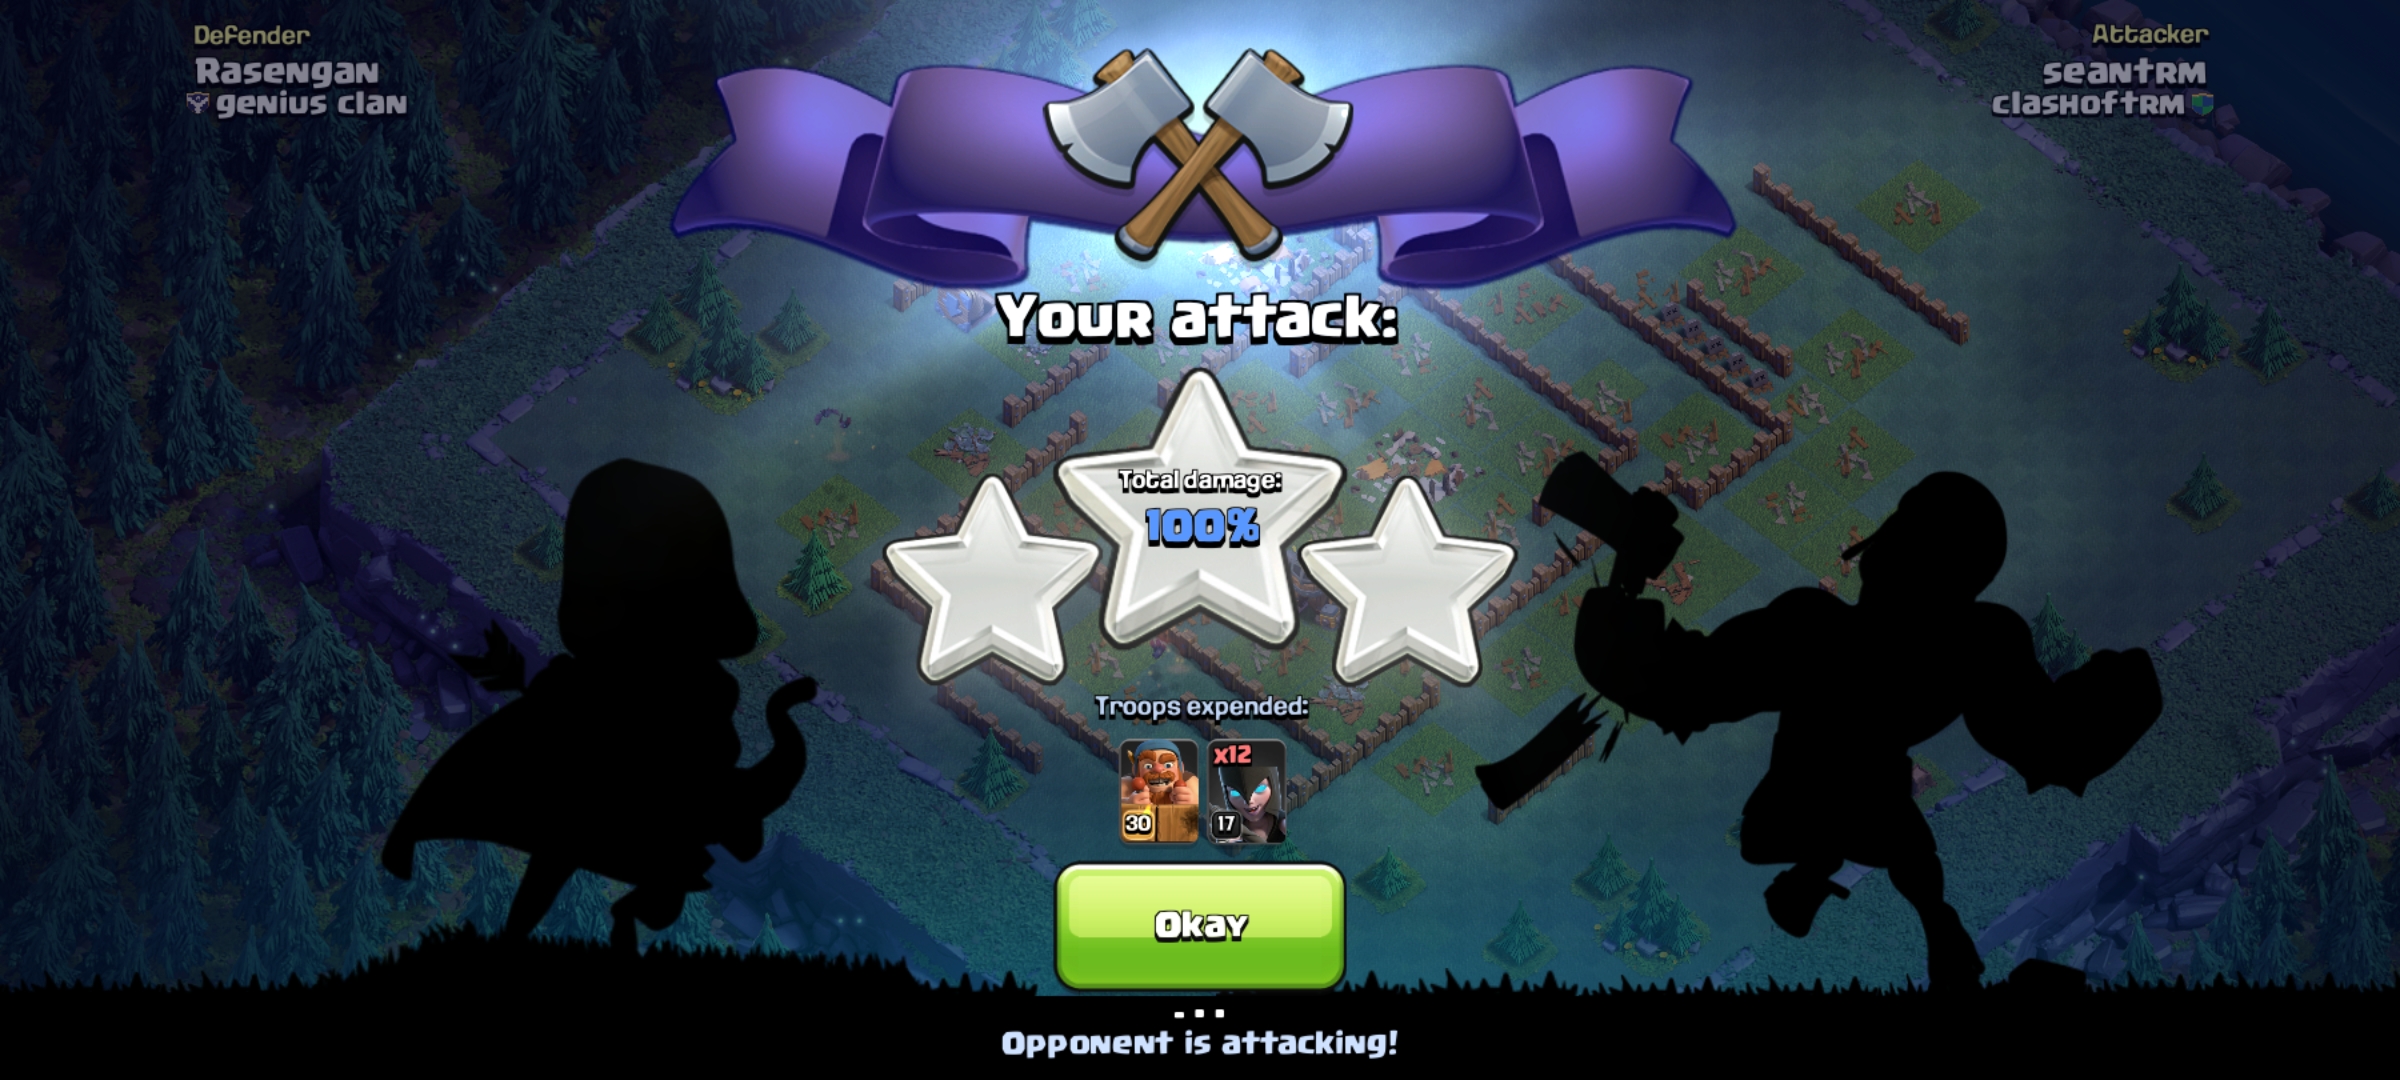 Defender
Rasengan
genius clan
Attacker
seantrm
clashoftrm
Your attack:
Total damage:
100%
Troops expended:
x12
30
17
Okay
Opponent is attacking!